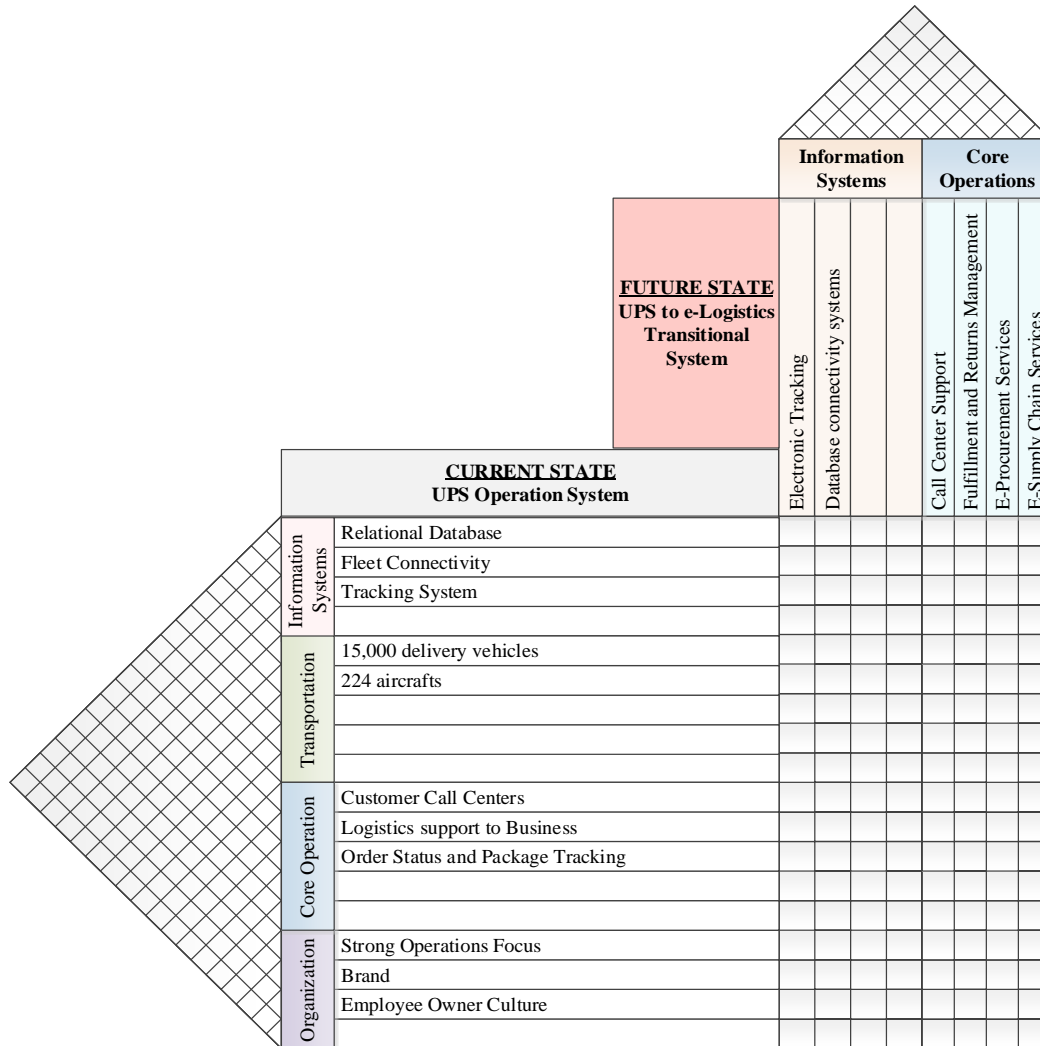 Information
Systems
Core
Operations
FUTURE STATE
UPS to e-Logistics
Transitional
System
Electronic Tracking
Database connectivity systems
Call Center Support
Fulfillment and Returns Management
E-Procurement Services
E-Supply Chain Services
CURRENT STATE
UPS Operation System
Information
Systems
Relational Database
Fleet Connectivity
Tracking System
Transportation
15,000 delivery vehicles
224 aircrafts
Core Operation
Customer Call Centers
Logistics support to Business
Order Status and Package Tracking
Organization
Strong Operations Focus
Brand
Employee Owner Culture